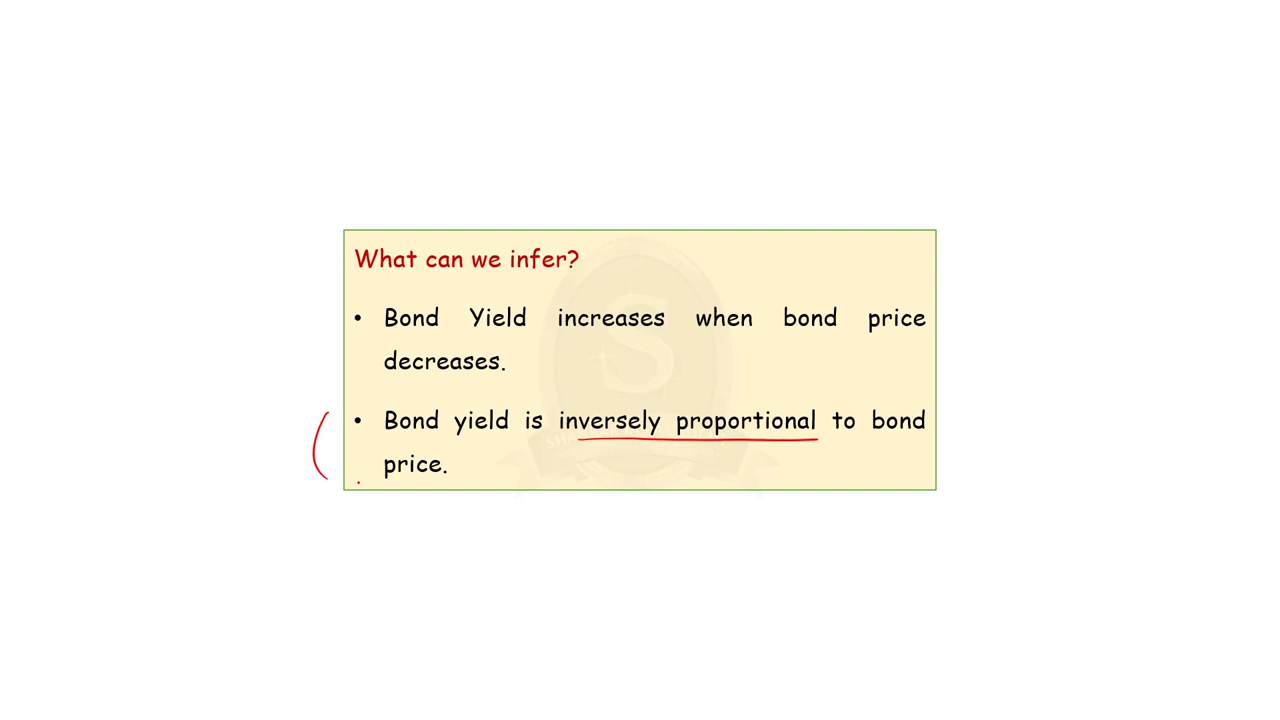 What can we infer?
• Bond Yield increases when bond price
decreases.
• Bond yield is inversely proportional to bond
price.